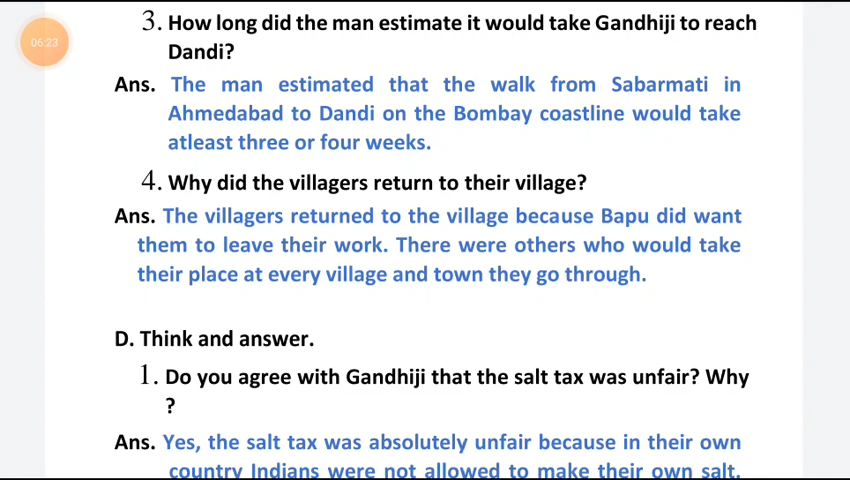 06:23
3. How long did the man estimate it would take Gandhiji to reach
Dandi?
Ans. The man estimated that the walk from Sabarmati in
Ahmedabad to Dandi on the Bombay coastline would take
atleast three or four weeks.
4. Why did the villagers return to their village?
Ans. The villagers returned to the village because Bapu did want
them to leave their work. There were others who would take
their place at every village and town they go through.
D. Think and answer.
1. Do you agree with Gandhiji that the salt tax was unfair? Why
?
Ans. Yes, the salt tax was absolutely unfair because in their own
country Indians were not allowed to make their own salt.